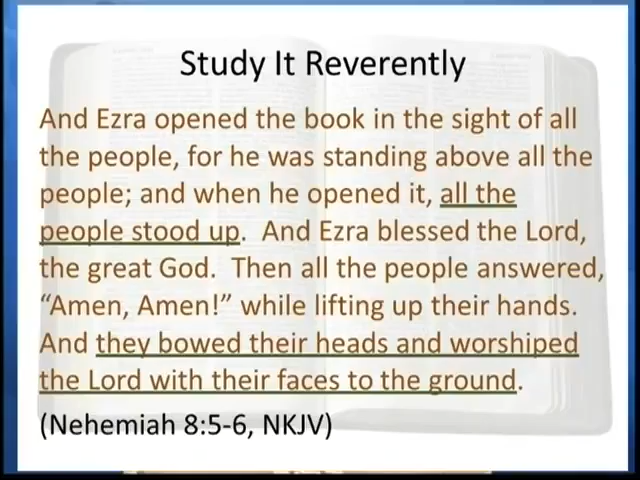 Study It Reverently
And Ezra opened the book in the sight of all
the people, for he was standing above all the
people; and when he opened it, all the
people stood up.  And Ezra blessed the Lord,
the great God.  Then all the people answered,
“Amen, Amen!” while lifting up their hands.
And they bowed their heads and worshiped
the Lord with their faces to the ground.
(Nehemiah 8:5-6, NKJV)